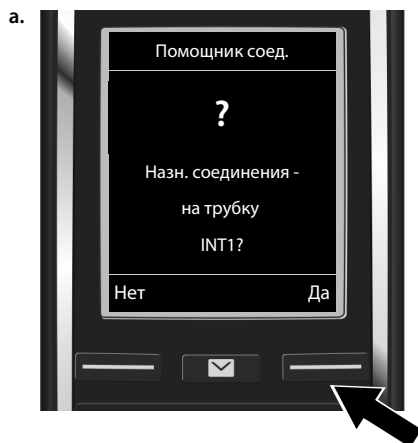 a.
Помощник соед.
?
Назн. соединения -
на трубку
INT1?
Нет Да